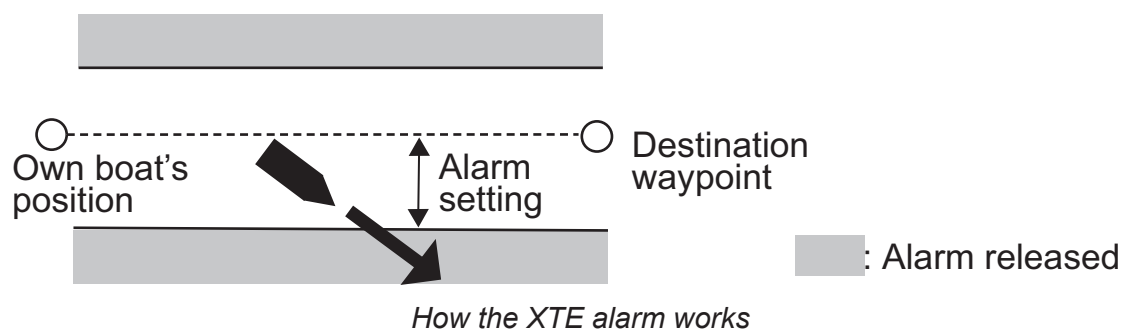 Own boat's
position
Alarm
setting
Destination
waypoint
: Alarm released
How the XTE alarm works